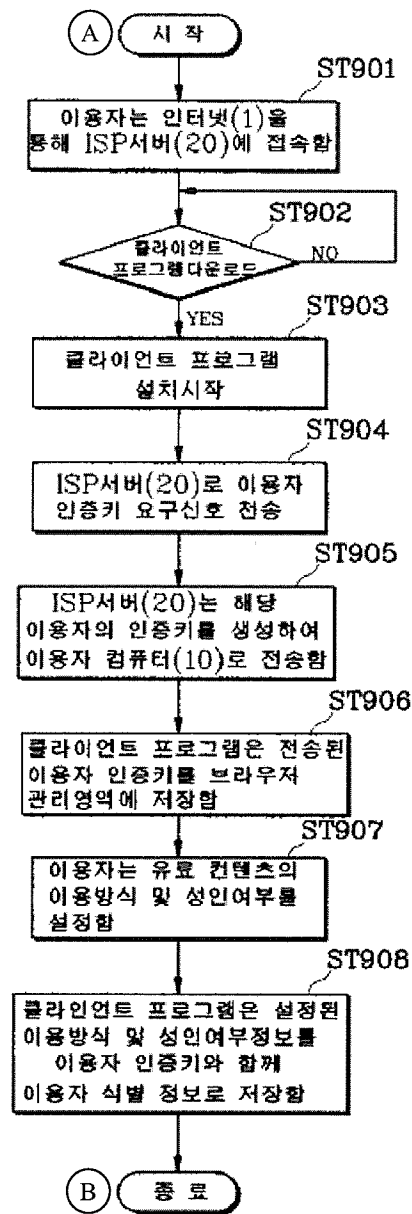 A 시 작
ST901
이용자는 인터넷(1)을
통해 ISP서버(20)에 접속함
ST902
클라이언트
프로그램다운로드
NO
YES
ST903
클라이언트 프로그램
설치시작
ST904
ISP서버(20)로 이용자
인증키 요구신호 전송
ST905
ISP서버(20)는 해당
이용자의 인증키를 생성하여
이용자 컴퓨터(10)로 전송함
ST906
클라이언트 프로그램은 전송된
이용자 인증키를 브라우저
관리영역에 저장함
ST907
이용자는 유료 컨텐츠의
이용방식 및 성인여부를
설정함
ST908
클라인언트 프로그램은 설정된
이용방식 및 성인여부정보를
이용자 인증키와 함께
이용자 식별 정보로 저장함
B 종 료